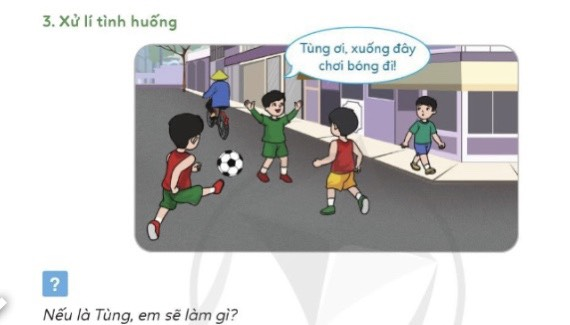 3. Xử lí tình huống
Tùng ơi, xuống đây
chơi bóng đi!
?
Nếu là Tùng, em sẽ làm gì?